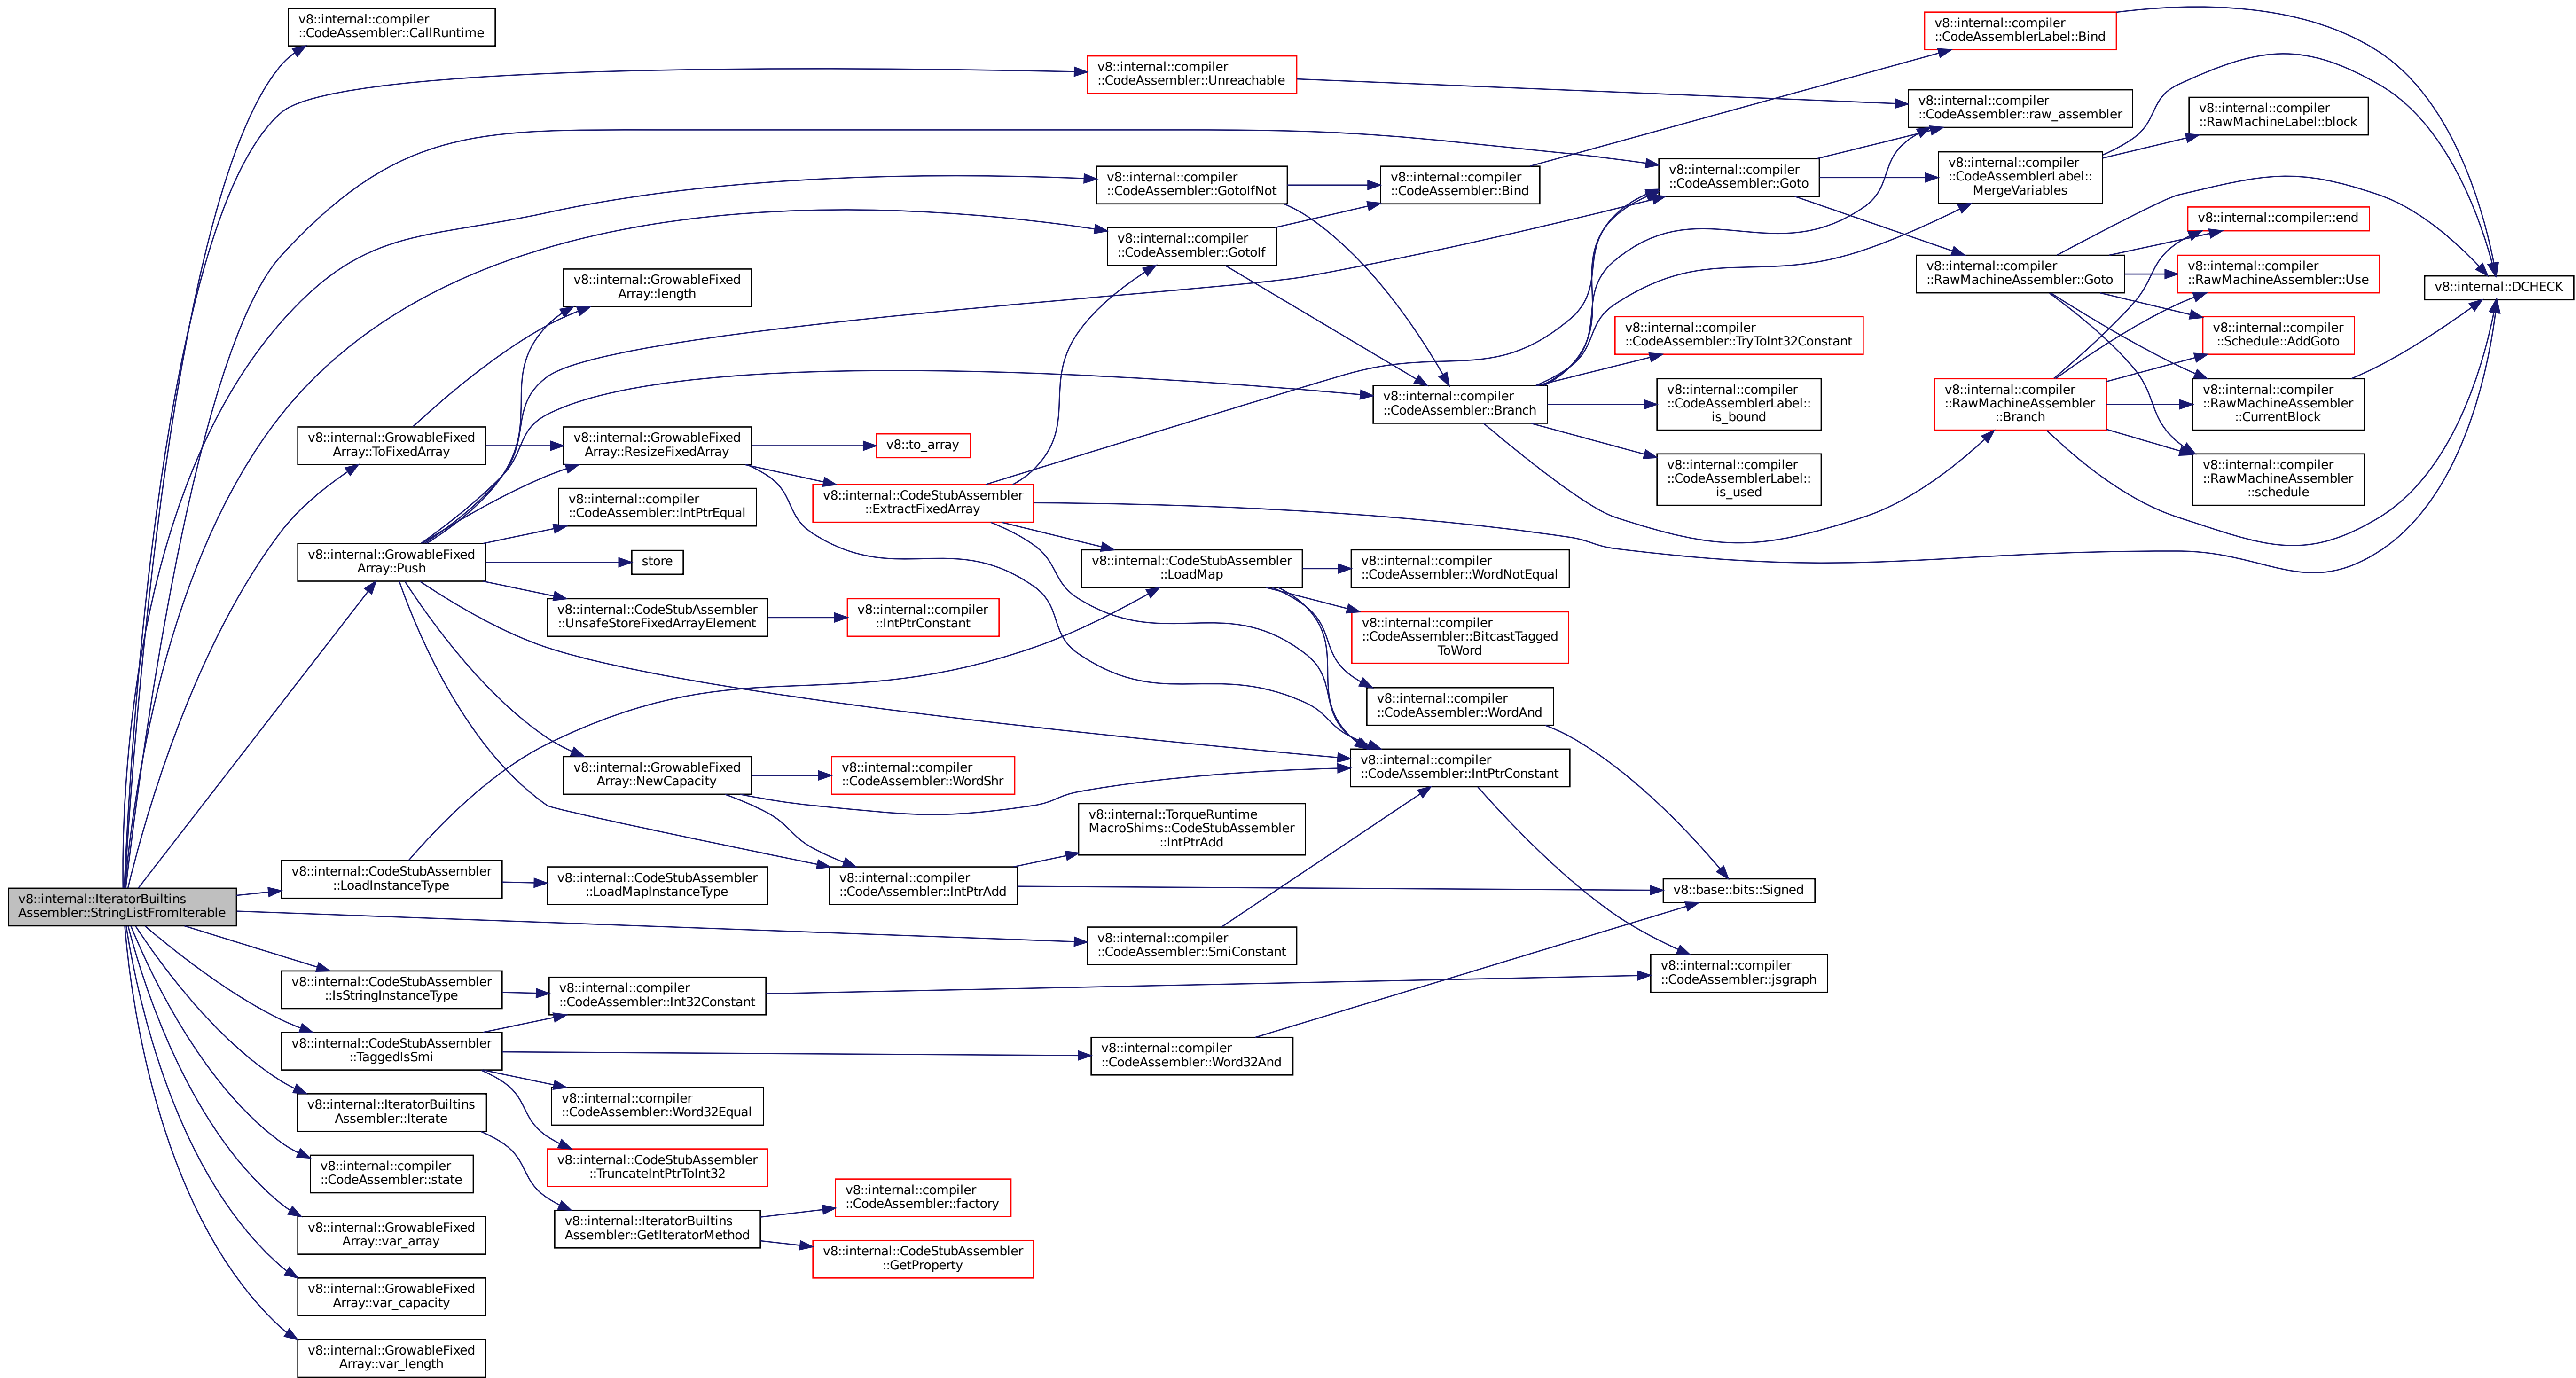 v8::internal::IteratorBuiltins
Assembler::StringListFromIterable
v8::internal::compiler
::CodeAssembler::CallRuntime
v8::internal::GrowableFixed
Array::ToFixedArray
v8::internal::GrowableFixed
Array::Push
v8::internal::CodeStubAssembler
::LoadInstanceType
v8::internal::CodeStubAssembler
::IsStringInstanceType
v8::internal::CodeStubAssembler
::TaggedIsSmi
v8::internal::IteratorBuiltins
Assembler::Iterate
v8::internal::compiler
::CodeAssembler::state
v8::internal::GrowableFixed
Array::var_array
v8::internal::GrowableFixed
Array::var_capacity
v8::internal::GrowableFixed
Array::var_length
v8::internal::GrowableFixed
Array::length
v8::internal::GrowableFixed
Array::ResizeFixedArray
v8::internal::compiler
::CodeAssembler::IntPtrEqual
store
v8::internal::CodeStubAssembler
::UnsafeStoreFixedArrayElement
v8::internal::GrowableFixed
Array::NewCapacity
v8::internal::CodeStubAssembler
::LoadMapInstanceType
v8::internal::compiler
::CodeAssembler::Int32Constant
v8::internal::compiler
::CodeAssembler::Word32Equal
v8::internal::CodeStubAssembler
::TruncateIntPtrToInt32
v8::internal::IteratorBuiltins
Assembler::GetIteratorMethod
v8::to_array
v8::internal::CodeStubAssembler
::ExtractFixedArray
v8::internal::compiler
::IntPtrConstant
v8::internal::compiler
::CodeAssembler::WordShr
v8::internal::compiler
::CodeAssembler::IntPtrAdd
v8::internal::compiler
::CodeAssembler::factory
v8::internal::CodeStubAssembler
::GetProperty
v8::internal::compiler
::CodeAssembler::Unreachable
v8::internal::compiler
::CodeAssembler::GotoIfNot
v8::internal::compiler
::CodeAssembler::GotoIf
v8::internal::CodeStubAssembler
::LoadMap
v8::internal::TorqueRuntime
MacroShims::CodeStubAssembler
::IntPtrAdd
v8::internal::compiler
::CodeAssembler::SmiConstant
v8::internal::compiler
::CodeAssembler::Word32And
v8::internal::compiler
::CodeAssembler::Bind
v8::internal::compiler
::CodeAssembler::Branch
v8::internal::compiler
::CodeAssembler::WordNotEqual
v8::internal::compiler
::CodeAssembler::BitcastTagged
ToWord
v8::internal::compiler
::CodeAssembler::WordAnd
v8::internal::compiler
::CodeAssembler::IntPtrConstant
v8::internal::compiler
::CodeAssembler::Goto
v8::internal::compiler
::CodeAssembler::TryToInt32Constant
v8::internal::compiler
::CodeAssemblerLabel::
is_bound
v8::internal::compiler
::CodeAssemblerLabel::
is_used
v8::base::bits::Signed
v8::internal::compiler
::CodeAssembler::jsgraph
v8::internal::compiler
::CodeAssemblerLabel::Bind
v8::internal::compiler
::CodeAssembler::raw_assembler
v8::internal::compiler
::CodeAssemblerLabel::
MergeVariables
v8::internal::compiler
::RawMachineAssembler::Goto
v8::internal::compiler
::RawMachineAssembler
::Branch
v8::internal::compiler
::RawMachineLabel::block
v8::internal::compiler::end
v8::internal::compiler
::RawMachineAssembler::Use
v8::internal::compiler
::Schedule::AddGoto
v8::internal::compiler
::RawMachineAssembler
::CurrentBlock
v8::internal::compiler
::RawMachineAssembler
::schedule
v8::internal::DCHECK